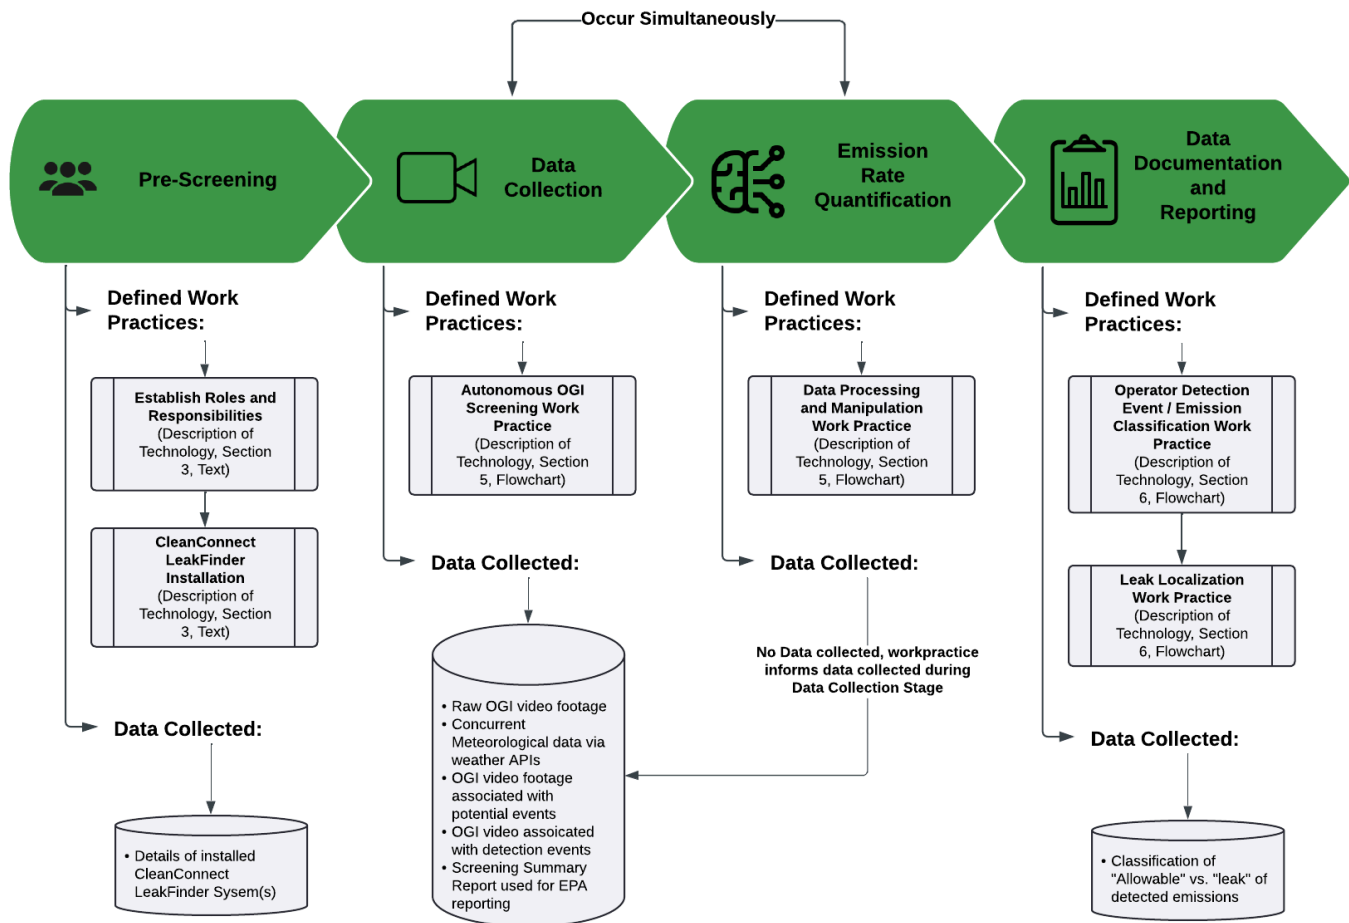 Occur Simultaneously
Pre-Screening
Data
Collection
Emission
Rate
Quantification
Data
Documentation
and
Reporting
Defined Work
Practices:
Establish Roles and
Responsibilities
(Description of
Technology, Section
3, Text)
CleanConnect
LeakFinder
Installation
(Description of
Technology, Section
3, Text)
Data Collected:
• Details of installed
CleanConnect
LeakFinder Sysem(s)
Defined Work
Practices:
Autonomous OGI
Screening Work
Practice
(Description of
Technology, Section
5, Flowchart)
Data Collected:
• Raw OGI video footage
• Concurrent
Meteorological data via
weather APIs
• OGI video footage
associated with
potential events
• OGI video assoicated
with detection events
• Screening Summary
Report used for EPA
reporting
Defined Work
Practices:
Data Processing
and Manipulation
Work Practice
(Description of
Technology, Section
5, Flowchart)
Data Collected:
No Data collected, workpractice
informs data collected during
Data Collection Stage
Defined Work
Practices:
Operator Detection
Event / Emission
Classification Work
Practice
(Description of
Technology, Section
6, Flowchart)
Leak Localization
Work Practice
(Description of
Technology, Section
6, Flowchart)
Data Collected:
• Classification of
"Allowable" vs. "leak" of
detected emissions